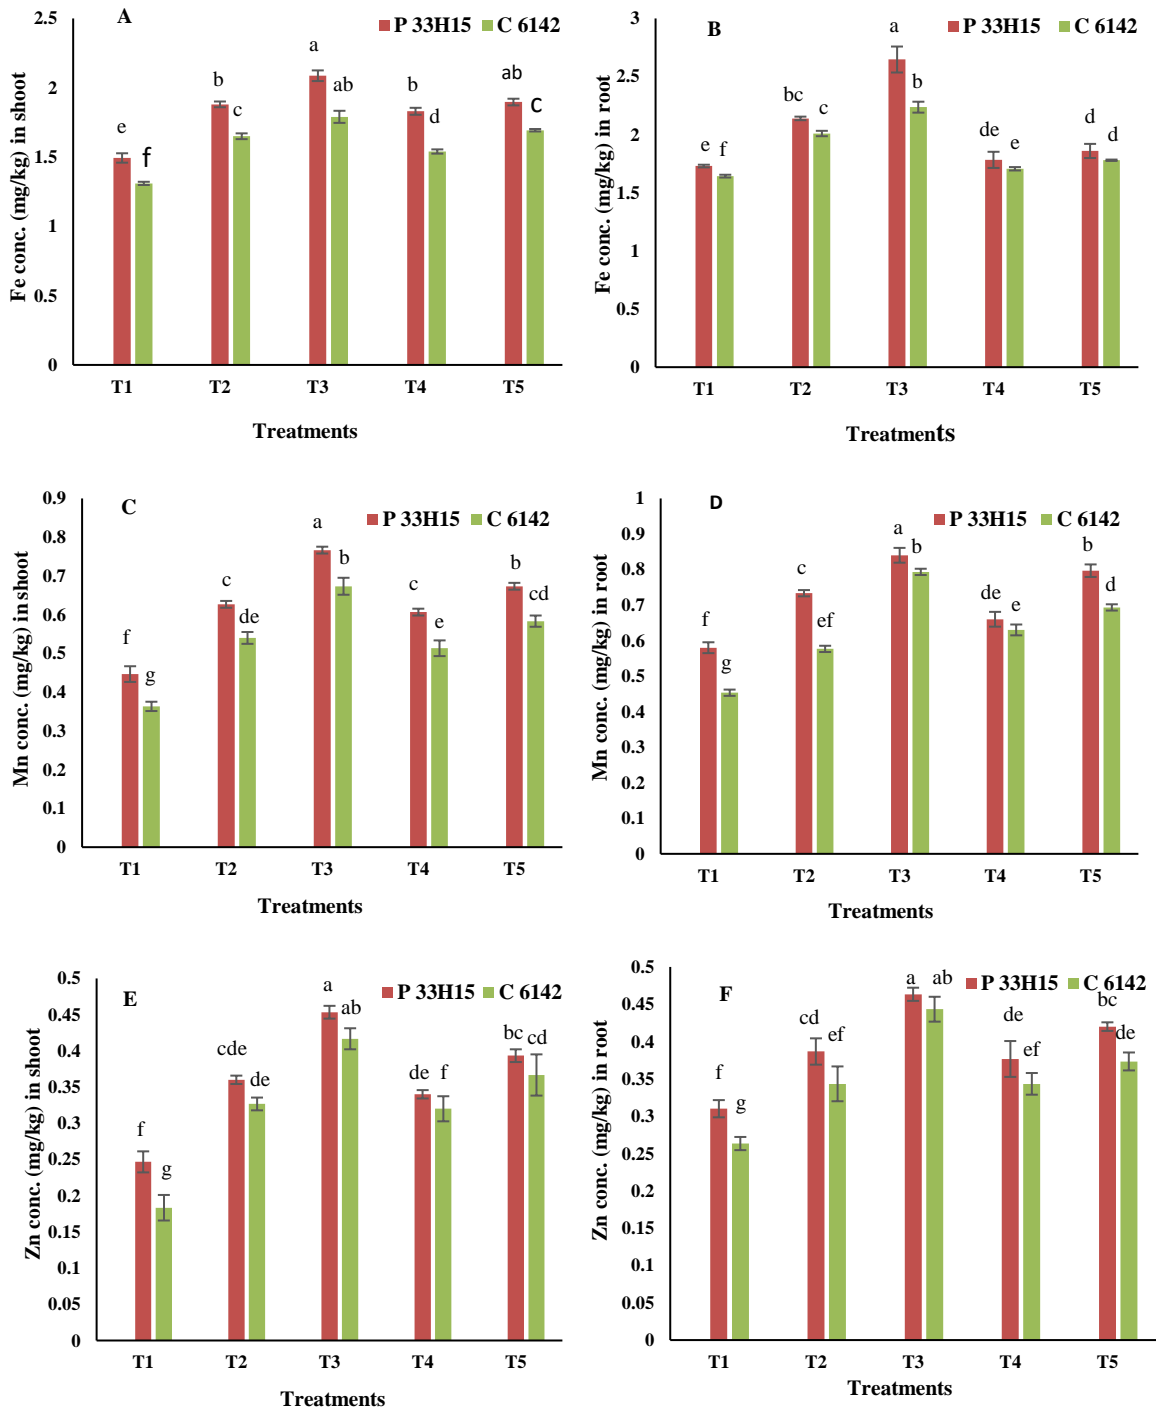 A
P 33H15 C 6142
Fe conc. (mg/kg) in shoot
2.5
2
1.5
1
0.5
0
e f b c a ab b d ab c
T1 T2 T3 T4 T5
Treatments
B
P 33H15 C 6142
Fe conc. (mg/kg) in root
3
2.5
2
1.5
1
0.5
0
e f bc c a b de e d d
T1 T2 T3 T4 T5
Treatments
C
P 33H15 C 6142
Mn conc. (mg/kg) in shoot
0.9
0.8
0.7
0.6
0.5
0.4
0.3
0.2
0.1
0
f g c de a b c e b cd
T1 T2 T3 T4 T5
Treatments
D
P 33H15 C 6142
Mn conc. (mg/kg) in root
1
0.9
0.8
0.7
0.6
0.5
0.4
0.3
0.2
0.1
0
f g c ef a b de e b d
T1 T2 T3 T4 T5
Treatments
E
P 33H15 C 6142
Zn conc. (mg/kg) in shoot
0.5
0.45
0.4
0.35
0.3
0.25
0.2
0.15
0.1
0.05
0
f g cde de a ab de f bc cd
T1 T2 T3 T4 T5
Treatments
F
P 33H15 C 6142
Zn conc. (mg/kg) in root
0.5
0.45
0.4
0.35
0.3
0.25
0.2
0.15
0.1
0.05
0
f g cd ef a ab de ef bc de
T1 T2 T3 T4 T5
Treatments